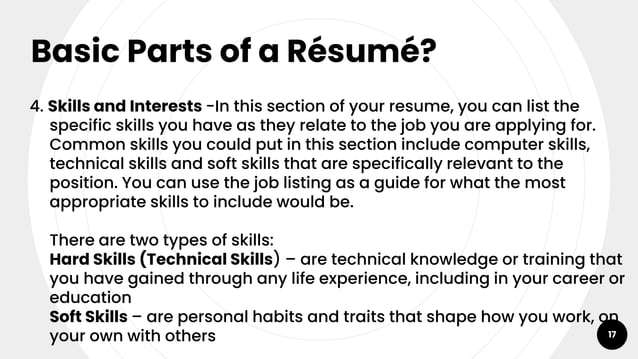 Basic Parts of a Résumé?
4. Skills and Interests -In this section of your resume, you can list the
specific skills you have as they relate to the job you are applying for.
Common skills you could put in this section include computer skills,
technical skills and soft skills that are specifically relevant to the
position. You can use the job listing as a guide for what the most
appropriate skills to include would be.
There are two types of skills:
Hard Skills (Technical Skills) – are technical knowledge or training that
you have gained through any life experience, including in your career or
education
Soft Skills – are personal habits and traits that shape how you work, on
your own with others
17